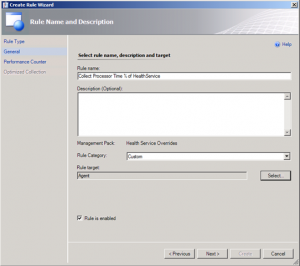 Create Rule Wizard
Rule Name and Description
Help
Rule Type
General
Performance Counter
Optimized Collection
Select rule name, description and target
Rule name:
Collect Processor Time % of HealthService
Description (Optional):
Management Pack: Health Service Overrides
Rule Category: Custom
Rule target:
Agent
Select...
Rule is enabled
< Previous Next > Create Cancel